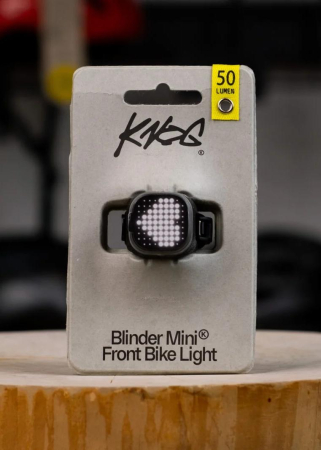 50
LUMEN
KNOG®
Blinder Mini®
Front Bike Light